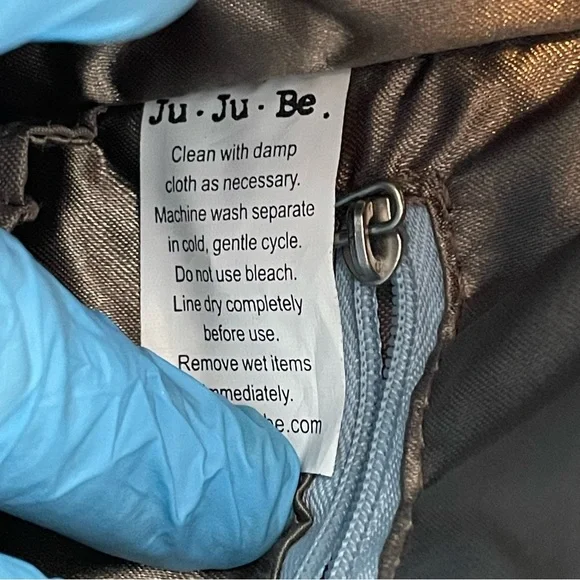 Ju·Ju·Be.
Clean with damp
cloth as necessary.
Machine wash separate
in cold, gentle cycle.
Do not use bleach.
Line dry completely
before use.
Remove wet items
immediately.
be.com